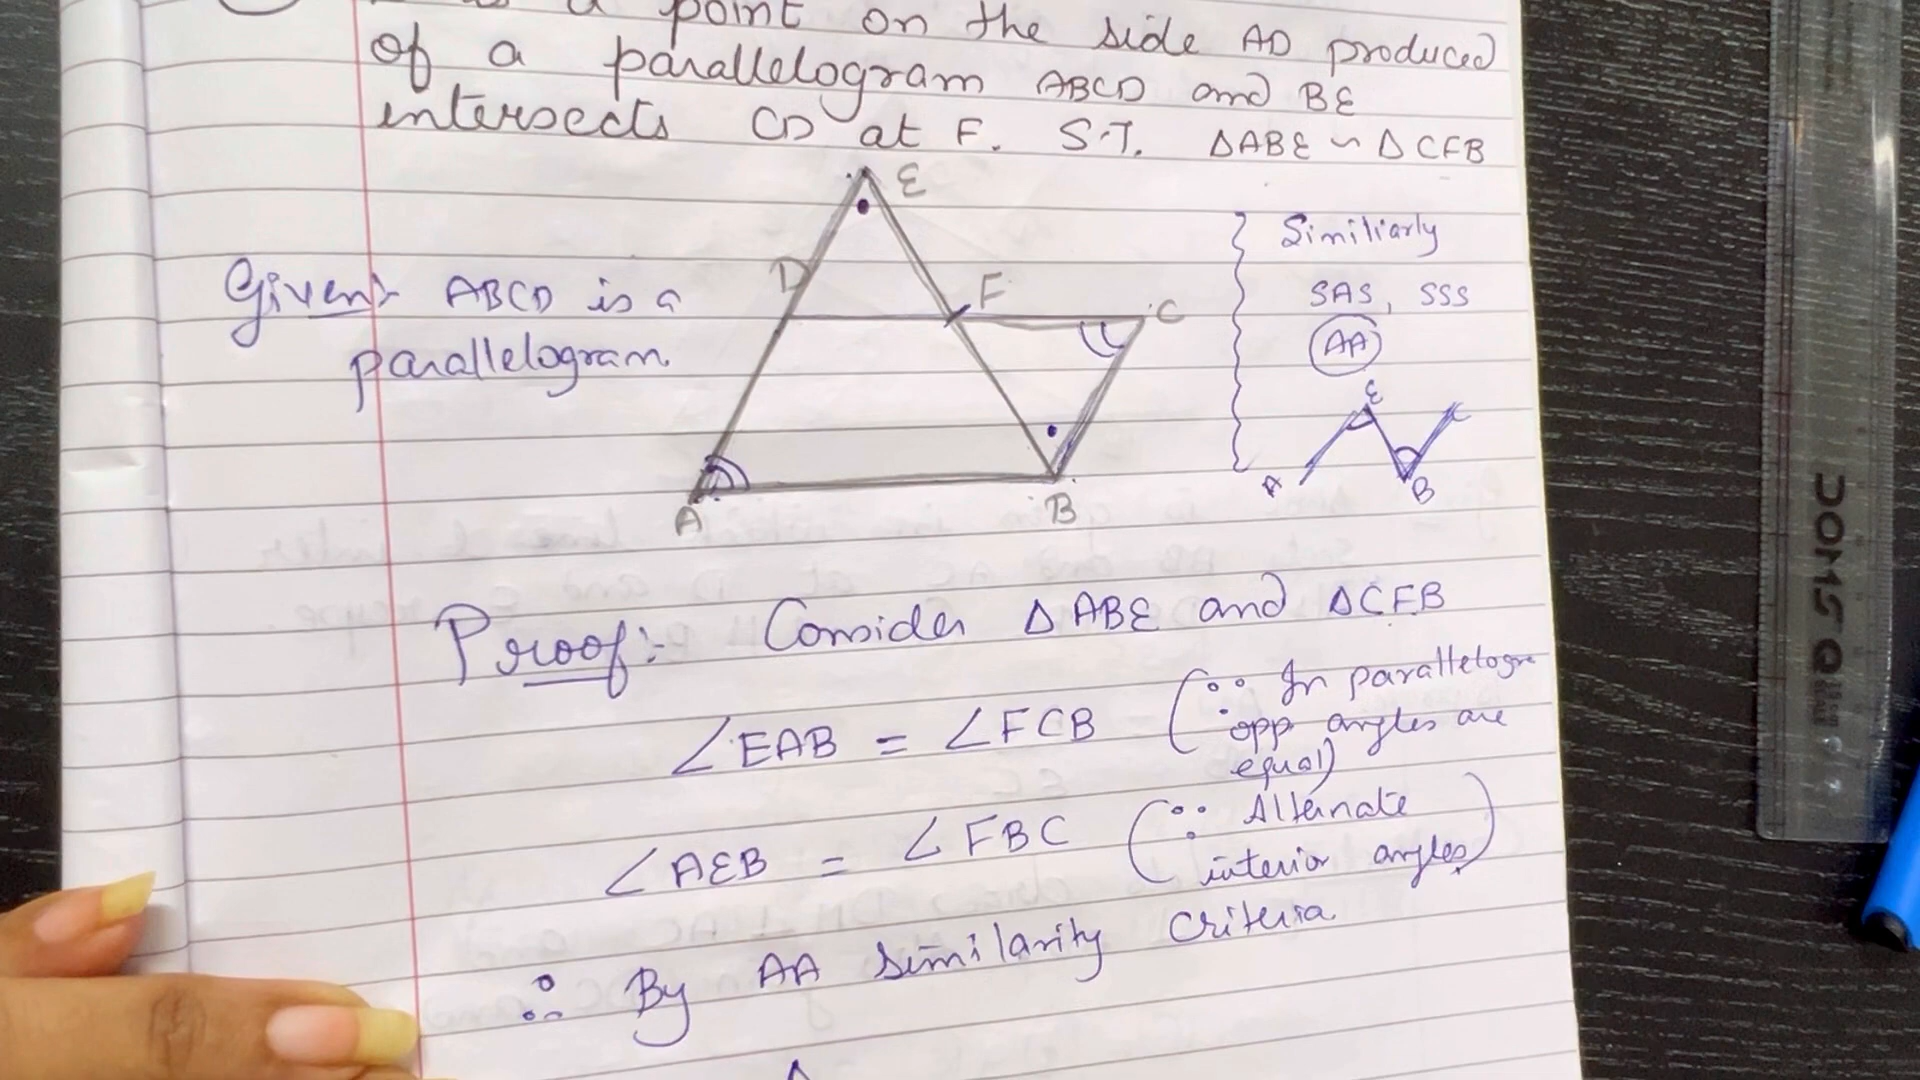 a point on the side AD produced
of a parallelogram ABCD and BE
intersects CD at F. S.T. ΔABE ~ ΔCFB
E
D
F
C
A
B
Given:- ABCD is a
parallelogram.
Similiarly
SAS, SSS
AA
E
C
A
B
Proof:- Consider ΔABE and ΔCFB
∠EAB = ∠FCB (∵ In parallelogra
opp angles are
equal)
∠AEB = ∠FBC (∵ Alternate
interior angles)
∴ By AA similarity criteria
DOMS